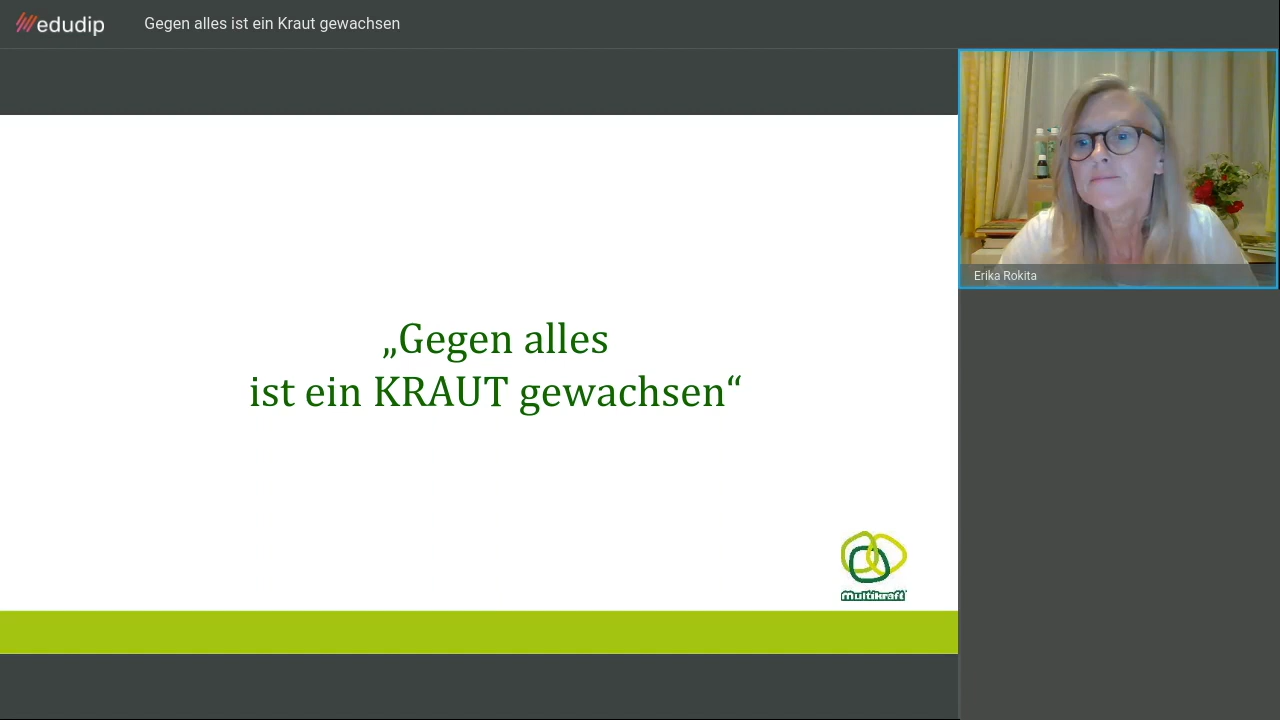 edudip
Gegen alles ist ein Kraut gewachsen
Erika Rokita
„Gegen alles
ist ein KRAUT gewachsen“
multikraft